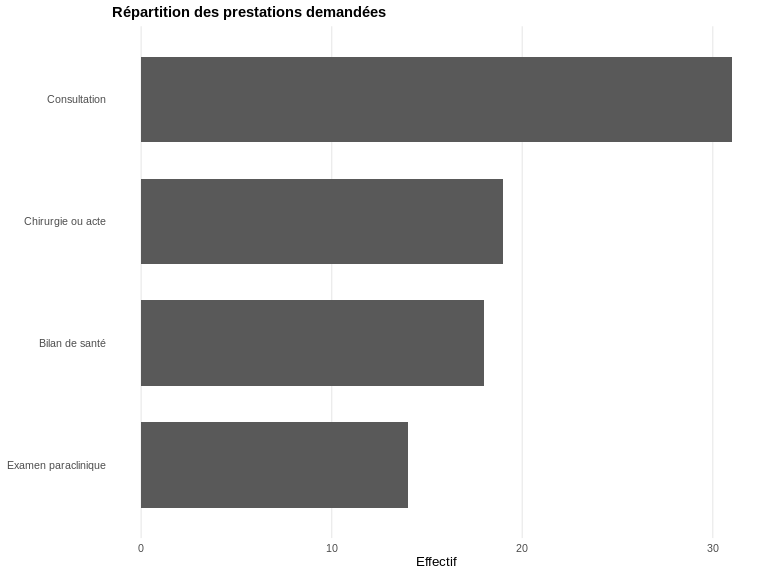 Répartition des prestations demandées
Consultation
Chirurgie ou acte
Bilan de santé
Examen paraclinique
0 10 20 30
Effectif